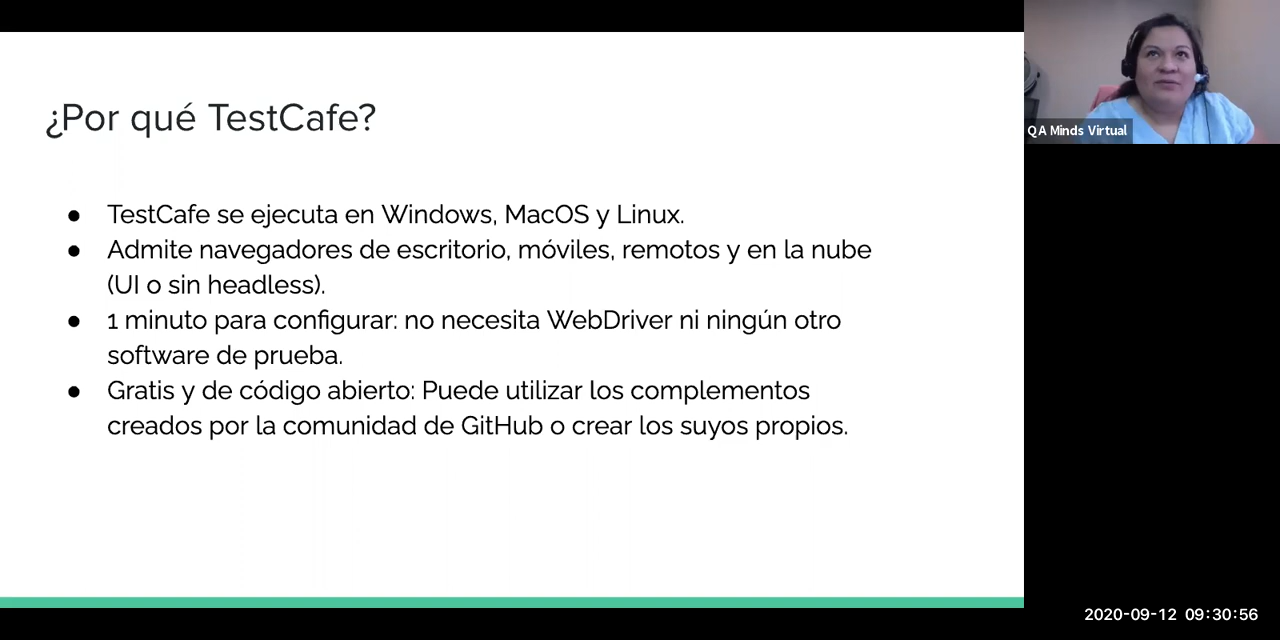 ¿Por qué TestCafe?
● TestCafe se ejecuta en Windows, MacOS y Linux.
● Admite navegadores de escritorio, móviles, remotos y en la nube
(UI o sin headless).
● 1 minuto para configurar: no necesita WebDriver ni ningún otro
software de prueba.
● Gratis y de código abierto: Puede utilizar los complementos
creados por la comunidad de GitHub o crear los suyos propios.
QA Minds Virtual
2020-09-12 09:30:56